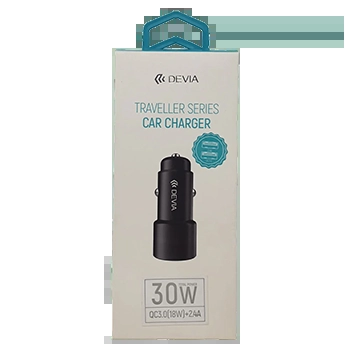 DEVIA
TRAVELLER SERIES
CAR CHARGER
DEVIA
30W
QC3.0(18W)+2.4A